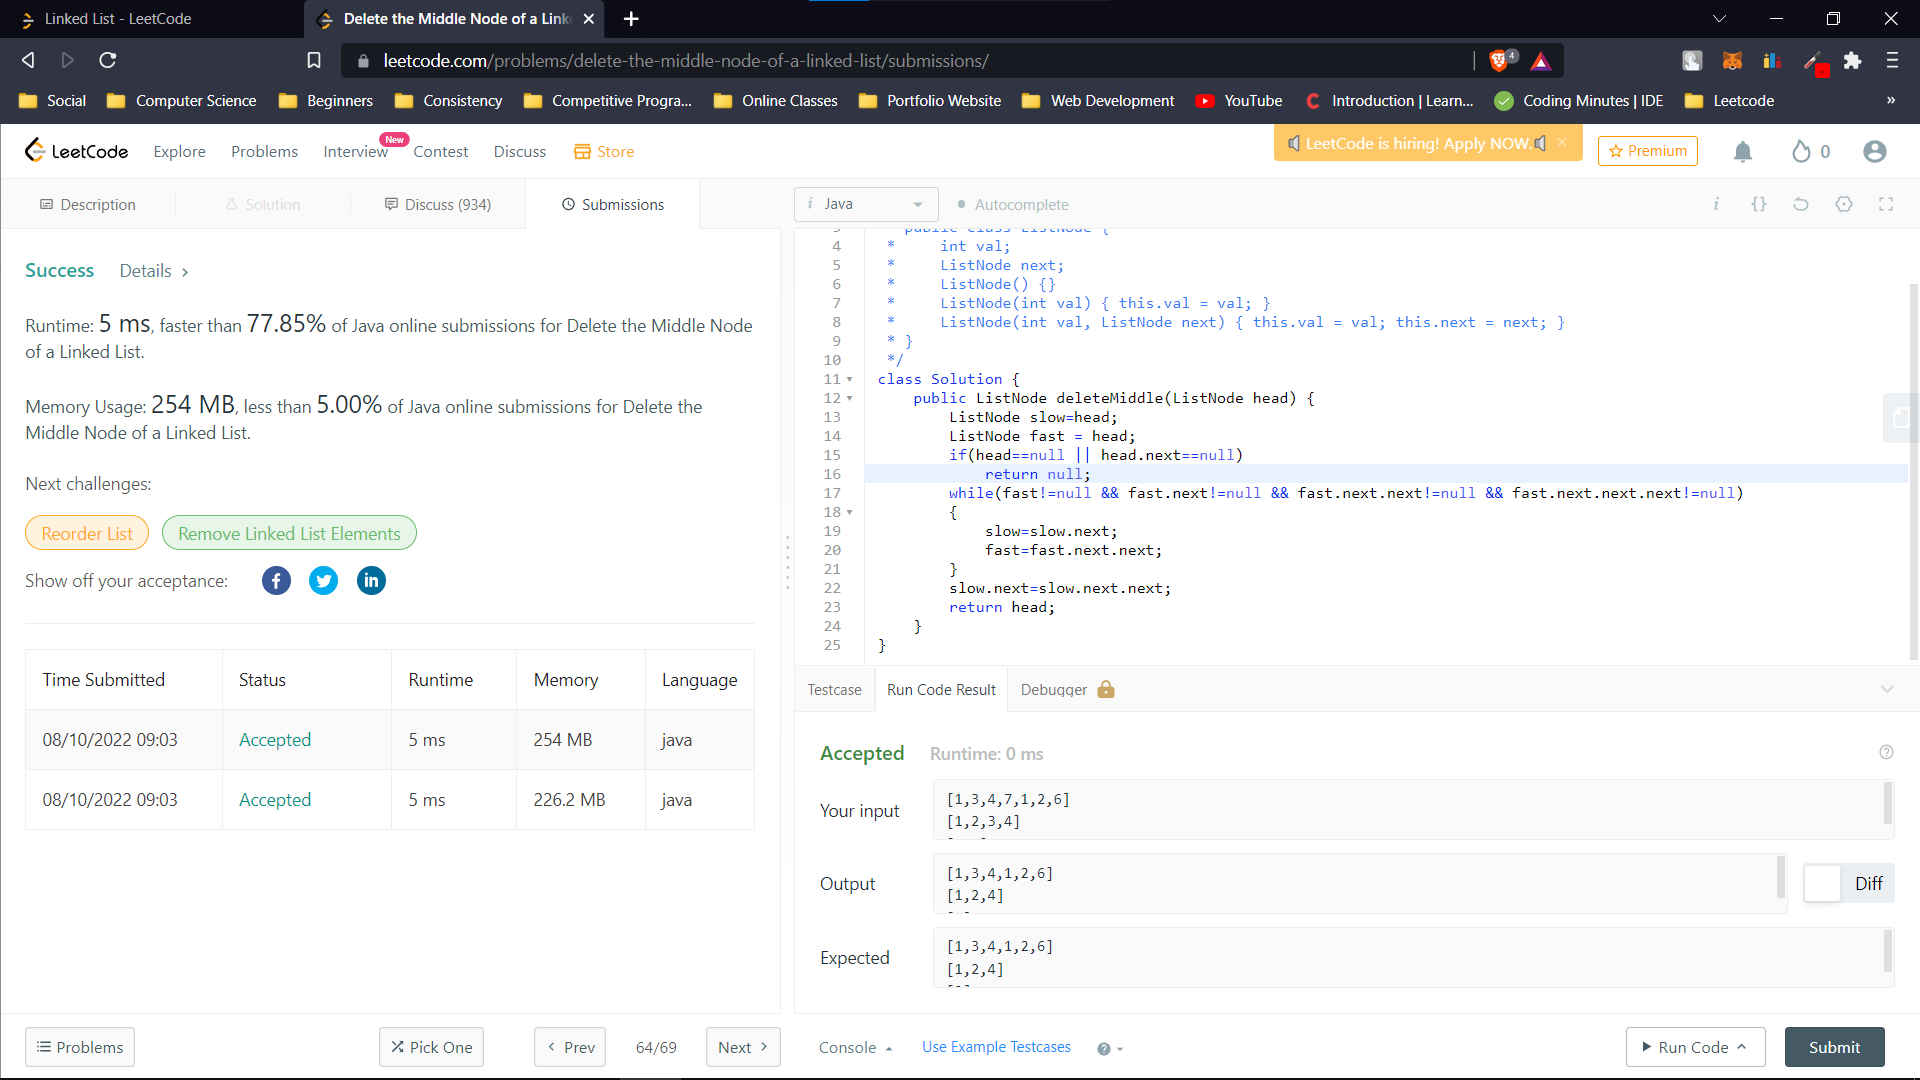 Linked List - LeetCode
Delete the Middle Node of a Link
leetcode.com/problems/delete-the-middle-node-of-a-linked-list/submissions/
4
Social
Computer Science
Beginners
Consistency
Competitive Progra...
Online Classes
Portfolio Website
Web Development
YouTube
Introduction | Learn...
Coding Minutes | IDE
Leetcode
»
LeetCode
Explore
Problems
Interview
New
Contest
Discuss
Store
LeetCode is hiring! Apply NOW.
Premium
0
Description
Solution
Discuss (934)
Submissions
i Java
Autocomplete
Success
Details
Runtime: 5 ms, faster than 77.85% of Java online submissions for Delete the Middle Node
of a Linked List.
Memory Usage: 254 MB, less than 5.00% of Java online submissions for Delete the
Middle Node of a Linked List.
Next challenges:
Reorder List
Remove Linked List Elements
Show off your acceptance:
Time Submitted Status Runtime Memory Language
08/10/2022 09:03 Accepted 5 ms 254 MB java
08/10/2022 09:03 Accepted 5 ms 226.2 MB java
Problems
Pick One
Prev
64/69
Next
3 public class ListNode {
4 * int val;
5 * ListNode next;
6 * ListNode() {}
7 * ListNode(int val) { this.val = val; }
8 * ListNode(int val, ListNode next) { this.val = val; this.next = next; }
9 * }
10 */
11 class Solution {
12 public ListNode deleteMiddle(ListNode head) {
13 ListNode slow=head;
14 ListNode fast = head;
15 if(head==null || head.next==null)
16 return null;
17 while(fast!=null && fast.next!=null && fast.next.next!=null && fast.next.next.next!=null)
18 {
19 slow=slow.next;
20 fast=fast.next.next;
21 }
22 slow.next=slow.next.next;
23 return head;
24 }
25 }
Testcase
Run Code Result
Debugger
Accepted
Runtime: 0 ms
Your input
[1,3,4,7,1,2,6]
[1,2,3,4]
Output
[1,3,4,1,2,6]
[1,2,4]
Diff
Expected
[1,3,4,1,2,6]
[1,2,4]
Console
Use Example Testcases
Run Code
Submit